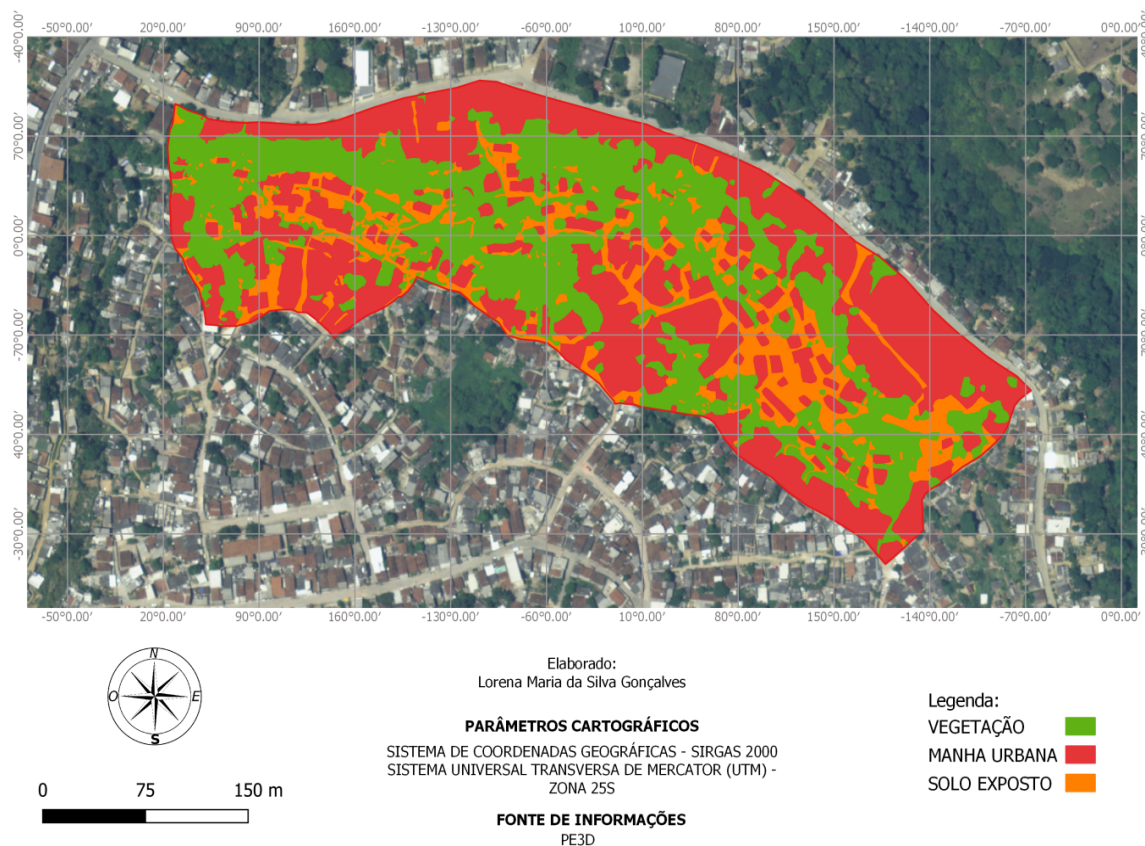 -50°0.00' 20°0.00' 90°0.00' 160°0.00' -130°0.00' -60°0.00' 10°0.00' 80°0.00' 150°0.00' -140°0.00' -70°0.00' 0°0.00'
-40°0.00'
70°0.00'
0°0.00'
-70°0.00'
40°0.00'
-30°0.00'
-50°0.00' 20°0.00' 90°0.00' 160°0.00' -130°0.00' -60°0.00' 10°0.00' 80°0.00' 150°0.00' -140°0.00' -70°0.00' 0°0.00'
N
O
E
S
0 75 150 m
Elaborado:
Lorena Maria da Silva Gonçalves
PARÂMETROS CARTOGRÁFICOS
SISTEMA DE COORDENADAS GEOGRÁFICAS - SIRGAS 2000
SISTEMA UNIVERSAL TRANSVERSA DE MERCATOR (UTM) -
ZONA 25S
FONTE DE INFORMAÇÕES
PE3D
Legenda:
VEGETAÇÃO
MANHA URBANA
SOLO EXPOSTO